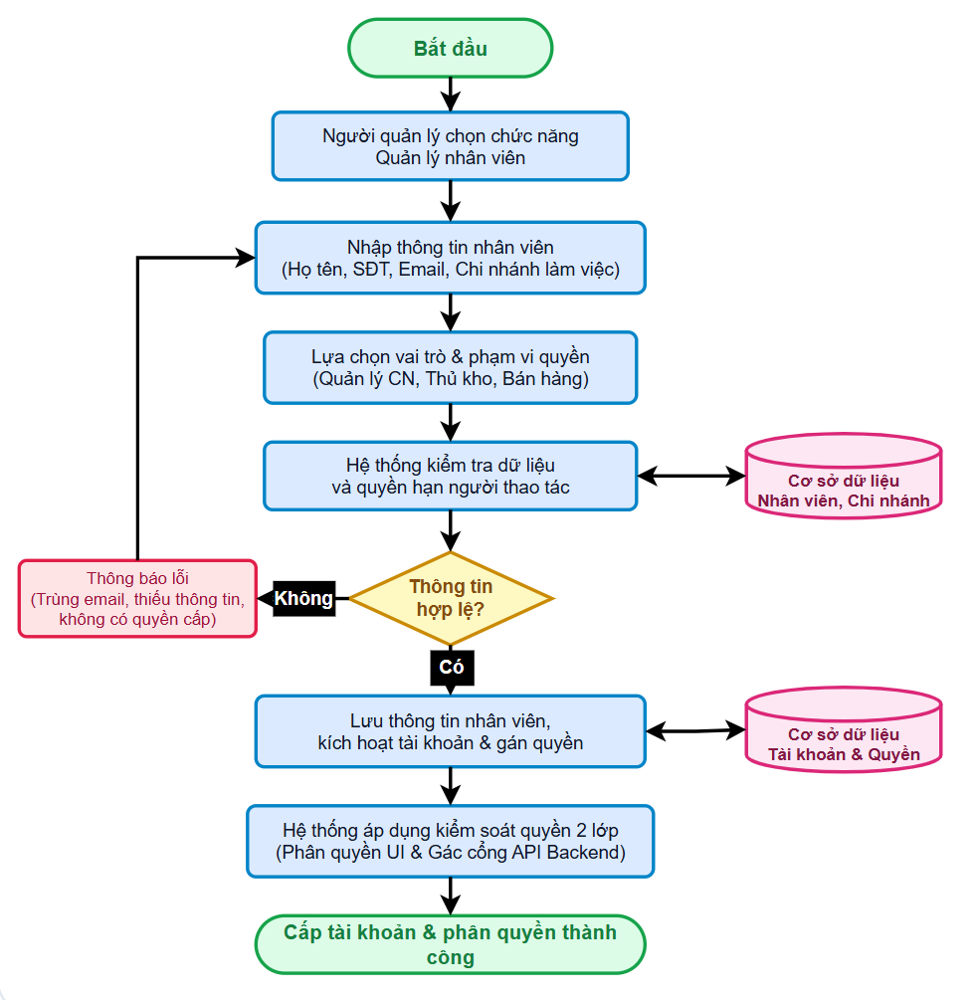 Bắt đầu
Người quản lý chọn chức năng
Quản lý nhân viên
Nhập thông tin nhân viên
(Họ tên, SĐT, Email, Chi nhánh làm việc)
Lựa chọn vai trò & phạm vi quyền
(Quản lý CN, Thủ kho, Bán hàng)
Hệ thống kiểm tra dữ liệu
và quyền hạn người thao tác
Cơ sở dữ liệu
Nhân viên, Chi nhánh
Thông tin
hợp lệ?
Không
Thông báo lỗi
(Trùng email, thiếu thông tin,
không có quyền cấp)
Có
Lưu thông tin nhân viên,
kích hoạt tài khoản & gán quyền
Cơ sở dữ liệu
Tài khoản & Quyền
Hệ thống áp dụng kiểm soát quyền 2 lớp
(Phân quyền UI & Gác cổng API Backend)
Cấp tài khoản & phân quyền thành
công